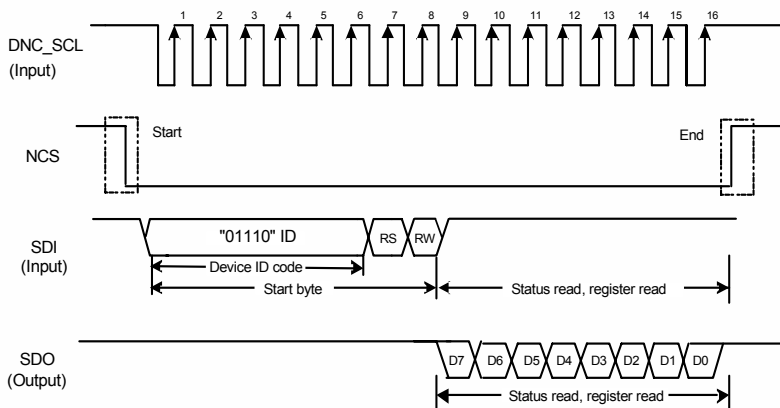 1 2 3 4 5 6 7 8 9 10 11 12 13 14 15 16
DNC_SCL
(Input)
Start
End
NCS
"01110" ID
RS
RW
SDI
(Input)
Device ID code
Start byte
Status read, register read
SDO
(Output)
D7 D6 D5 D4 D3 D2 D1 D0
Status read, register read